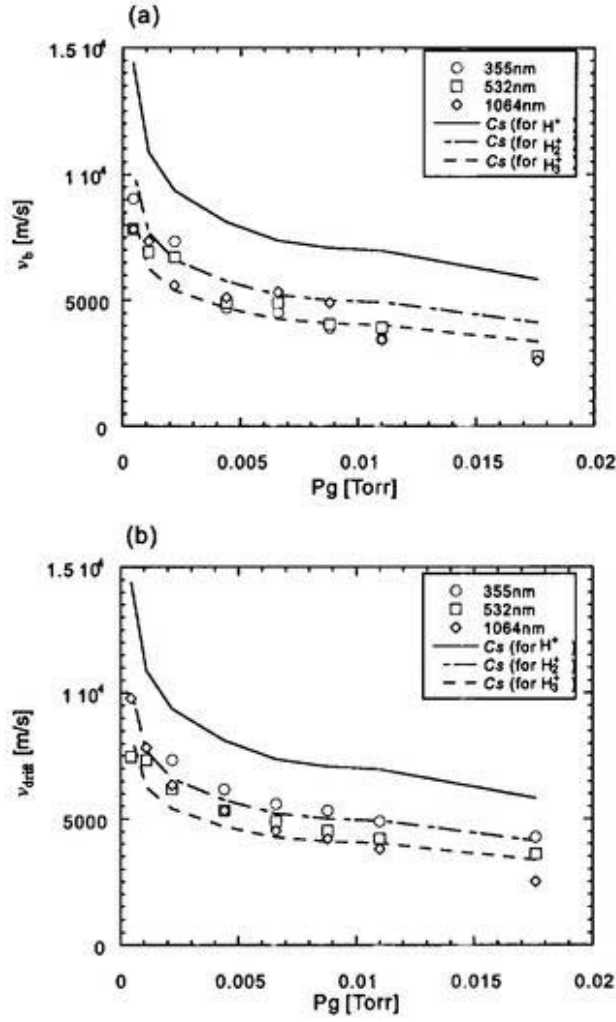 (a)
1.5 10⁴
1 10⁴
5000
0
ν_b [m/s]
355nm
532nm
1064nm
Cs (for H⁺
Cs (for H₂⁺
Cs (for H₃⁺
0 0.005 0.01 0.015 0.02
Pg [Torr]
(b)
1.5 10⁴
1 10⁴
5000
0
ν_drift [m/s]
355nm
532nm
1064nm
Cs (for H⁺
Cs (for H₂⁺
Cs (for H₃⁺
0 0.005 0.01 0.015 0.02
Pg [Torr]